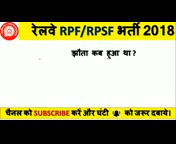 रेलवे RPF/RPSF भर्ती 2018
झौता कब हुआ था?
चैनल को SUBSCRIBE करें और घंटी को जरुर दबाये।